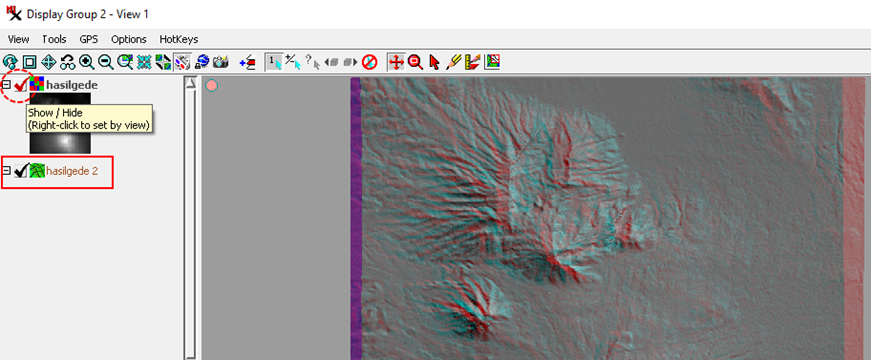 Display Group 2 - View 1
View Tools GPS Options HotKeys
hasilgede
Show / Hide
(Right-click to set by view)
hasilgede 2